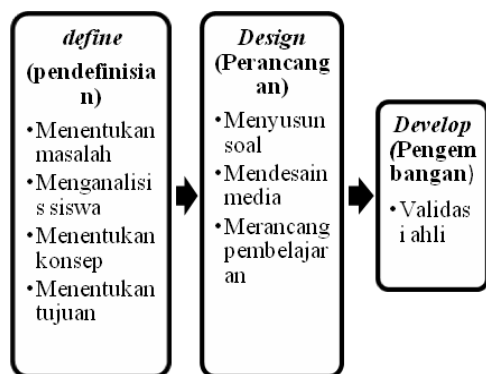 define
(pendefinisia
n)
•Menentukan
masalah
•Menganalisi
s siswa
•Menentukan
konsep
•Menentukan
tujuan
Design
(Perancang
an)
•Menyusun
soal
•Mendesain
media
•Merancang
pembelajar
an
Develop
(Pengem
bangan)
• Validas
i ahli